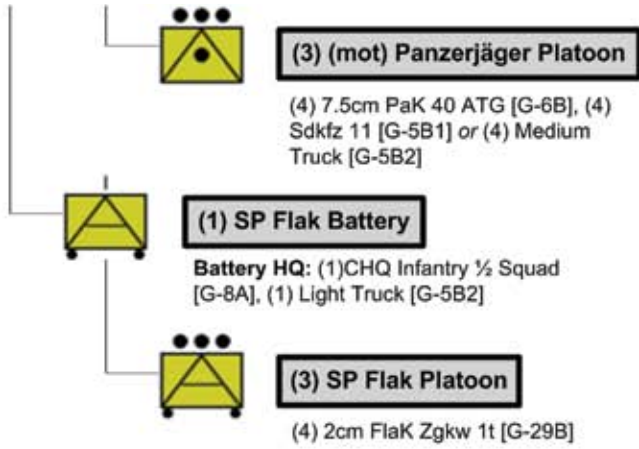 (3) (mot) Panzerjäger Platoon
(4) 7.5cm PaK 40 ATG [G-6B], (4)
Sdkfz 11 [G-5B1] or (4) Medium
Truck [G-5B2]
(1) SP Flak Battery
Battery HQ: (1)CHQ Infantry ½ Squad
[G-8A], (1) Light Truck [G-5B2]
(3) SP Flak Platoon
(4) 2cm FlaK Zgkw 1t [G-29B]